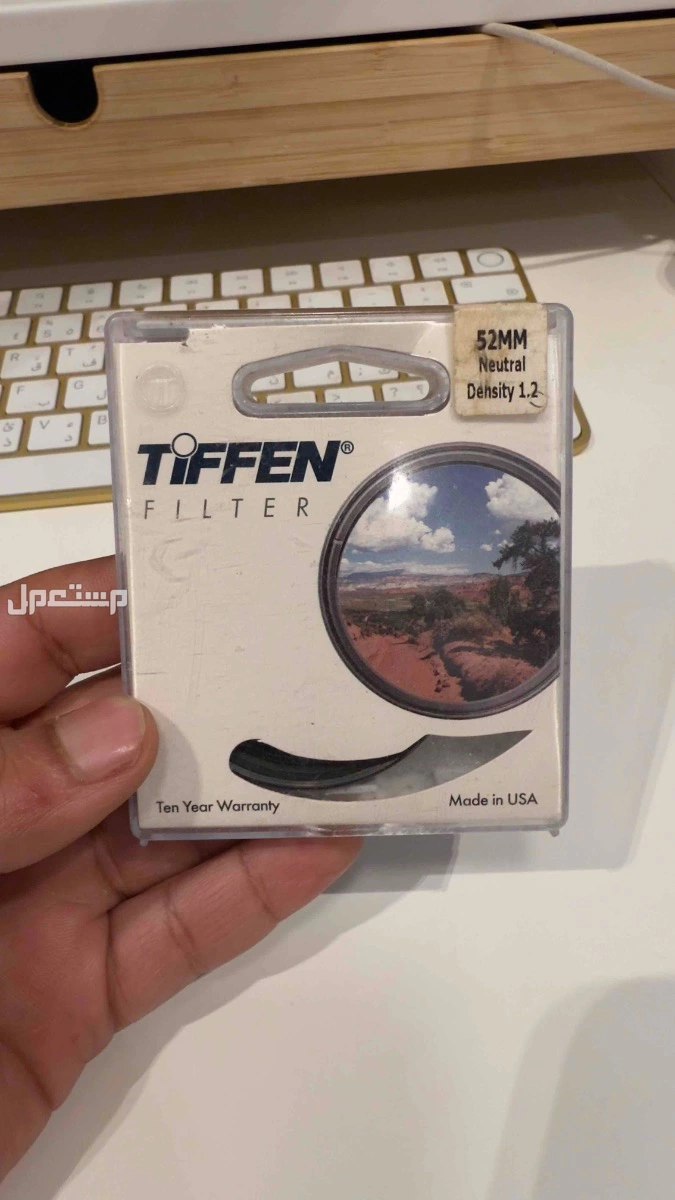 52MM
Neutral
Density 1.2
TiFFEN®
FILTER
مستعمل
Ten Year Warranty
Made in USA